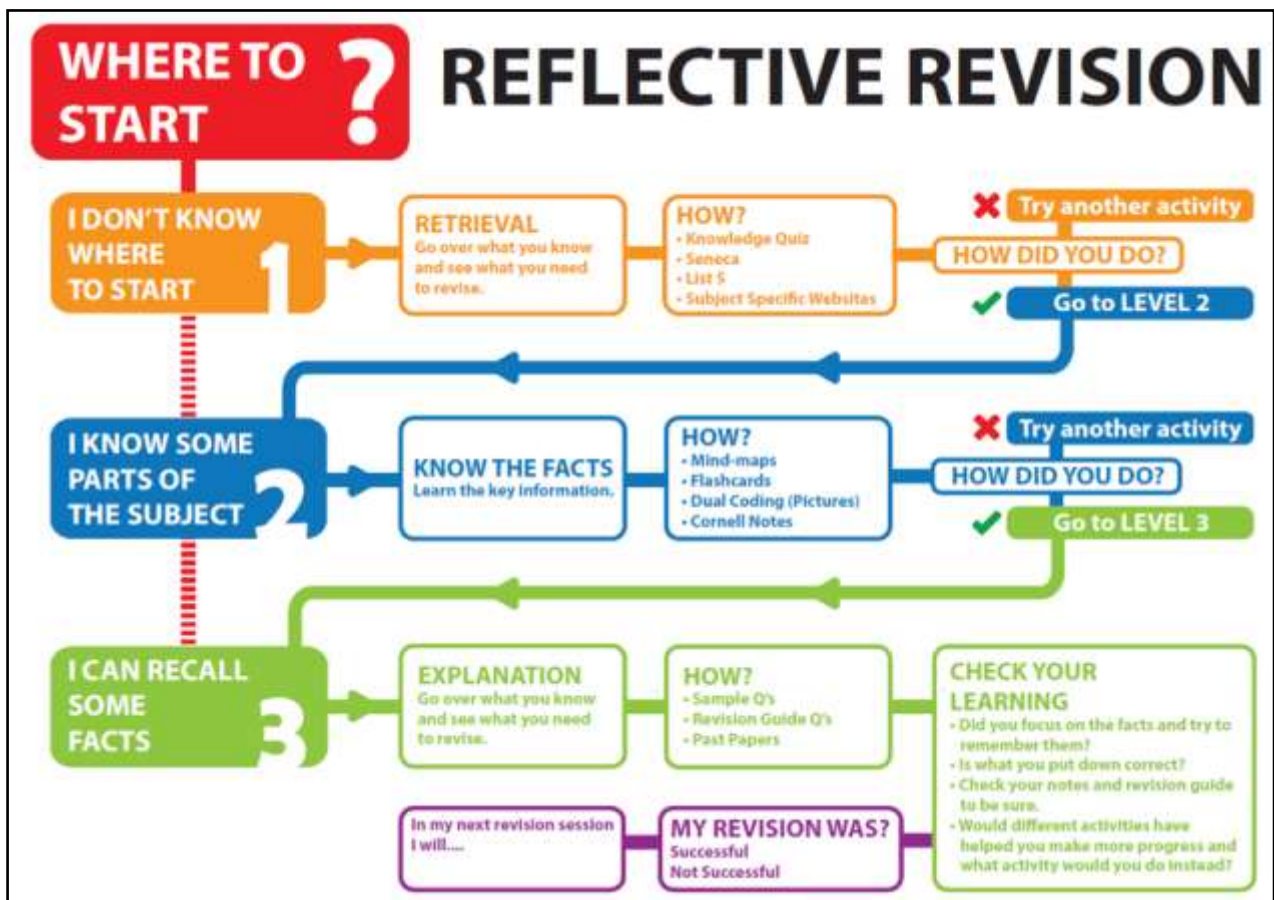 WHERE TO
START
?
REFLECTIVE REVISION
I DON'T KNOW
WHERE
TO START
1
RETRIEVAL
Go over what you know
and see what you need
to revise.
HOW?
• Knowledge Quiz
• Seneca
• List 5
• Subject Specific Websites
Try another activity
HOW DID YOU DO?
Go to LEVEL 2
I KNOW SOME
PARTS OF
THE SUBJECT
2
KNOW THE FACTS
Learn the key information.
HOW?
• Mind-maps
• Flashcards
• Dual Coding (Pictures)
• Cornell Notes
Try another activity
HOW DID YOU DO?
Go to LEVEL 3
I CAN RECALL
SOME
FACTS
3
EXPLANATION
Go over what you know
and see what you need
to revise.
HOW?
• Sample Q's
• Revision Guide Q's
• Past Papers
CHECK YOUR
LEARNING
• Did you focus on the facts and try to
remember them?
• Is what you put down correct?
• Check your notes and revision guide
to be sure.
• Would different activities have
helped you make more progress and
what activity would you do instead?
MY REVISION WAS?
Successful
Not Successful
In my next revision session
I will....